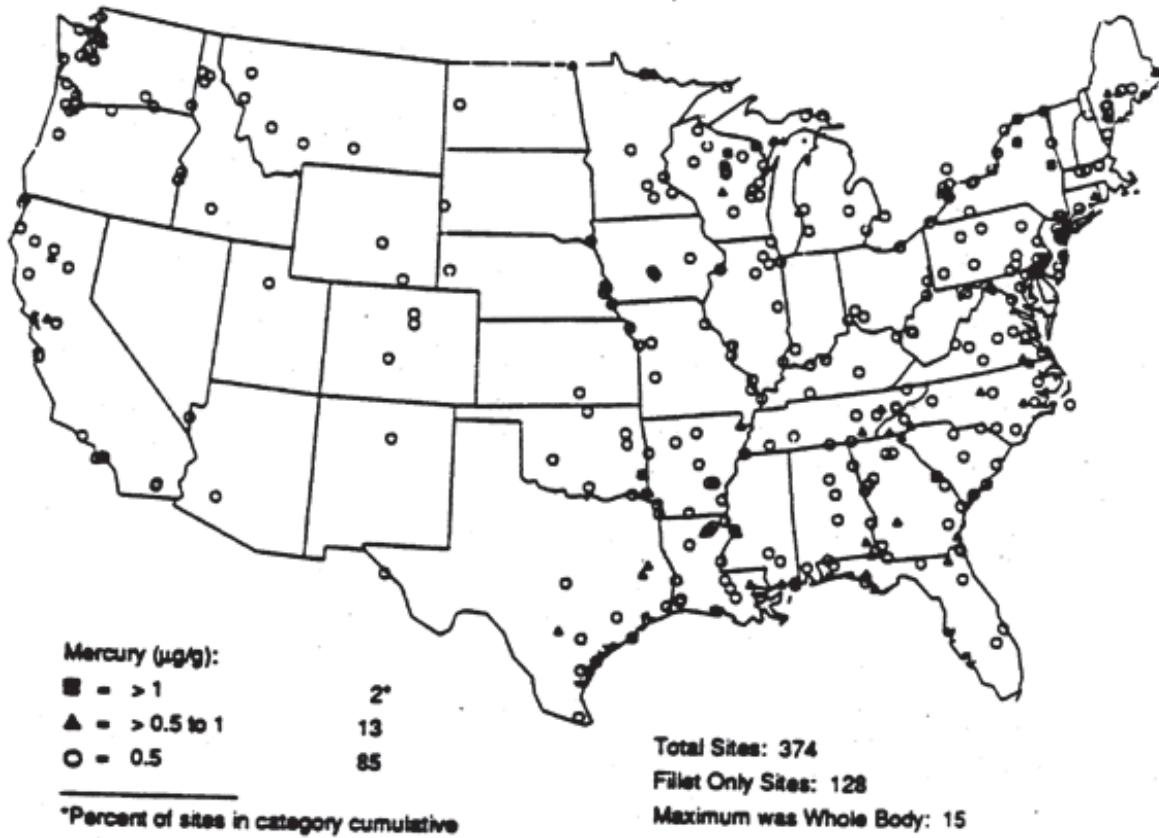 Mercury (µg/g):
■ = > 1 2*
▲ = > 0.5 to 1 13
○ = 0.5 85
*Percent of sites in category cumulative
Total Sites: 374
Fillet Only Sites: 128
Maximum was Whole Body: 15